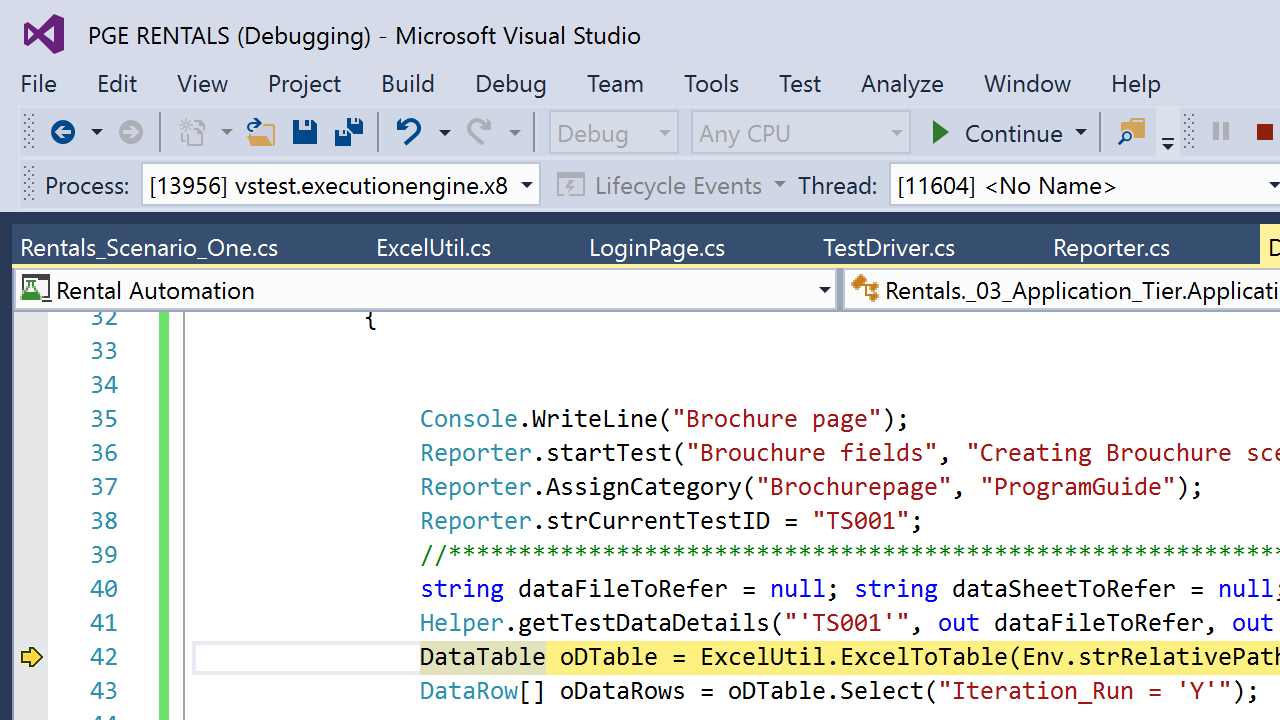 PGE RENTALS (Debugging) - Microsoft Visual Studio
File Edit View Project Build Debug Team Tools Test Analyze Window Help
Debug Any CPU Continue
Process: [13956] vstest.executionengine.x8 Lifecycle Events Thread: [11604] <No Name>
Rentals_Scenario_One.cs ExcelUtil.cs LoginPage.cs TestDriver.cs Reporter.cs
Rental Automation Rentals._03_Application_Tier.Applicati
32 {
33
34
35 Console.WriteLine("Brochure page");
36 Reporter.startTest("Brouchure fields", "Creating Brouchure sce
37 Reporter.AssignCategory("Brochurepage", "ProgramGuide");
38 Reporter.strCurrentTestID = "TS001";
39 //***********************************************************
40 string dataFileToRefer = null; string dataSheetToRefer = null;
41 Helper.getTestDataDetails("'TS001'", out dataFileToRefer, out
42 DataTable oDTable = ExcelUtil.ExcelToTable(Env.strRelativePath
43 DataRow[] oDataRows = oDTable.Select("Iteration_Run = 'Y'");